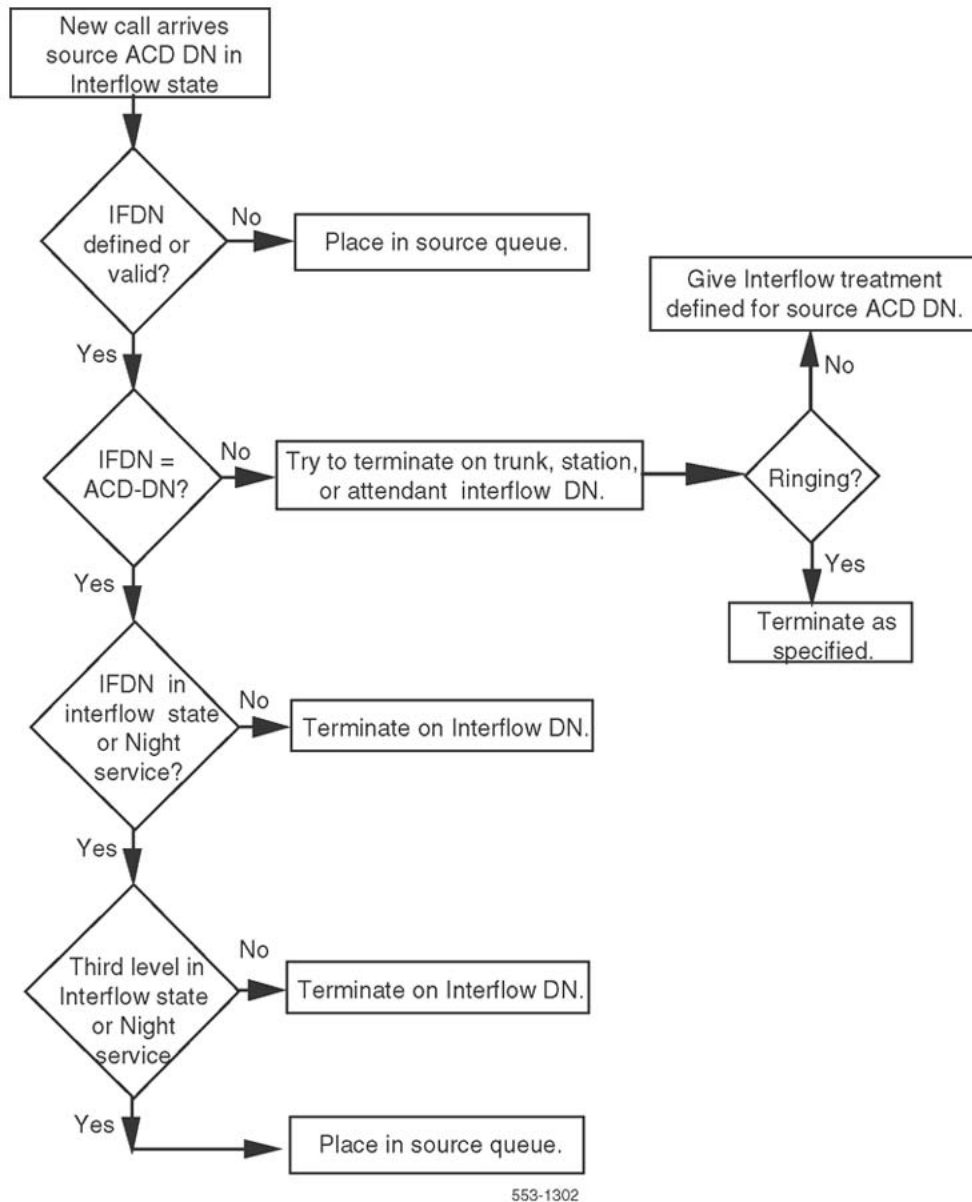 New call arrives
source ACD DN in
Interflow state
IFDN
defined or
valid?
No
Place in source queue.
Yes
Give Interflow treatment
defined for source ACD DN.
No
IFDN =
ACD-DN?
No
Try to terminate on trunk, station,
or attendant interflow DN.
Ringing?
Yes
Terminate as
specified.
Yes
IFDN in
interflow state
or Night
service?
No
Terminate on Interflow DN.
Yes
Third level in
Interflow state
or Night
service
No
Terminate on Interflow DN.
Yes
Place in source queue.
553-1302